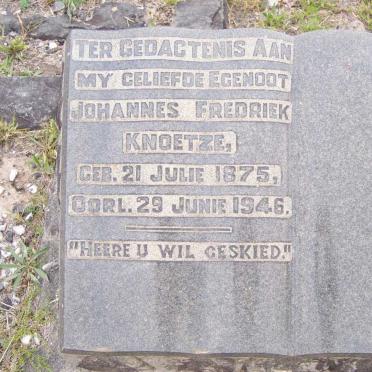 TER GEDACTENIS AAN
MY GELIEFDE EGENOOT
JOHANNES FREDRIEK
KNOETZE,
GEB. 21 JULIE 1875,
OORL. 29 JUNIE 1946.
"HEERE U WIL GESKIED."